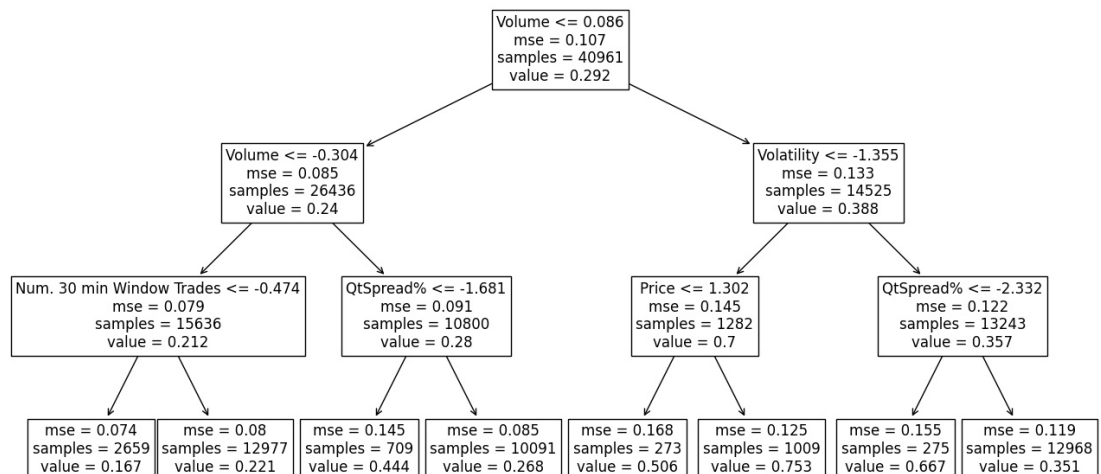 Volume <= 0.086
mse = 0.107
samples = 40961
value = 0.292
Volume <= -0.304
mse = 0.085
samples = 26436
value = 0.24
Volatility <= -1.355
mse = 0.133
samples = 14525
value = 0.388
Num. 30 min Window Trades <= -0.474
mse = 0.079
samples = 15636
value = 0.212
QtSpread% <= -1.681
mse = 0.091
samples = 10800
value = 0.28
Price <= 1.302
mse = 0.145
samples = 1282
value = 0.7
QtSpread% <= -2.332
mse = 0.122
samples = 13243
value = 0.357
mse = 0.074
samples = 2659
value = 0.167
mse = 0.08
samples = 12977
value = 0.221
mse = 0.145
samples = 709
value = 0.444
mse = 0.085
samples = 10091
value = 0.268
mse = 0.168
samples = 273
value = 0.506
mse = 0.125
samples = 1009
value = 0.753
mse = 0.155
samples = 275
value = 0.667
mse = 0.119
samples = 12968
value = 0.351